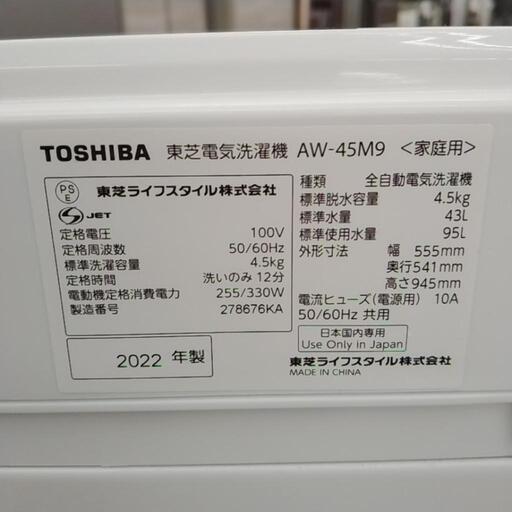 TOSHIBA 東芝電気洗濯機 AW-45M9 <家庭用>
PS
E
東芝ライフスタイル株式会社
S JET
定格電圧 100V
定格周波数 50/60Hz
標準洗濯容量 4.5kg
定格時間 洗いのみ 12分
電動機定格消費電力 255/330W
製造番号 278676KA
2022 年製
種類 全自動電気洗濯機
標準脱水容量 4.5kg
標準水量 43L
標準使用水量 95L
外形寸法 幅 555mm
奥行541mm
高さ945mm
電流ヒューズ(電源用) 10A
50/60Hz 共用
日本国内専用
Use Only in Japan
東芝ライフスタイル株式会社
MADE IN CHINA